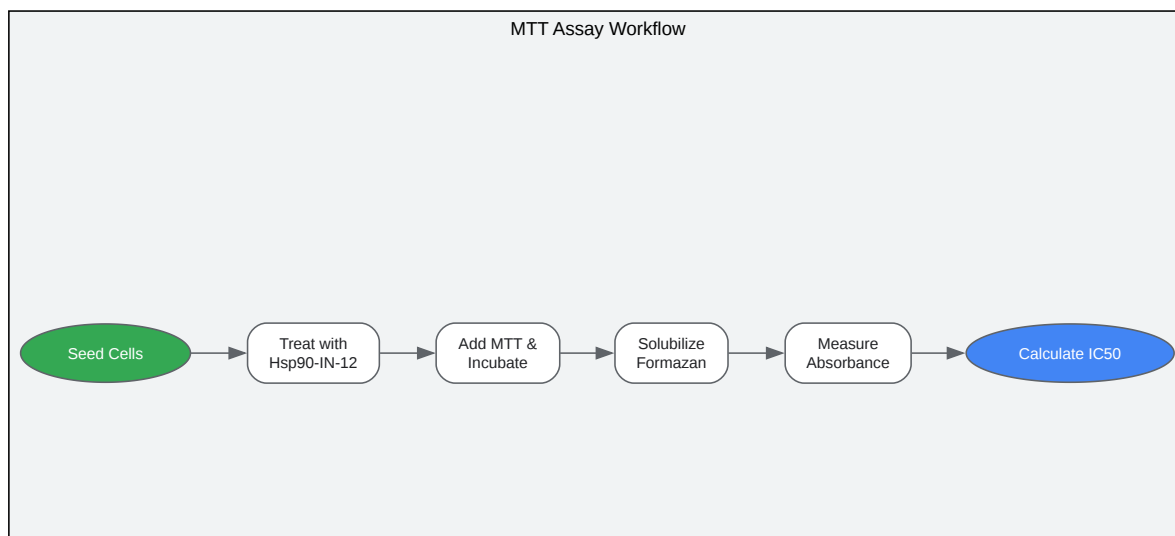 MTT Assay Workflow
Seed Cells
Treat with
Hsp90-IN-12
Add MTT &
Incubate
Solubilize
Formazan
Measure
Absorbance
Calculate IC50